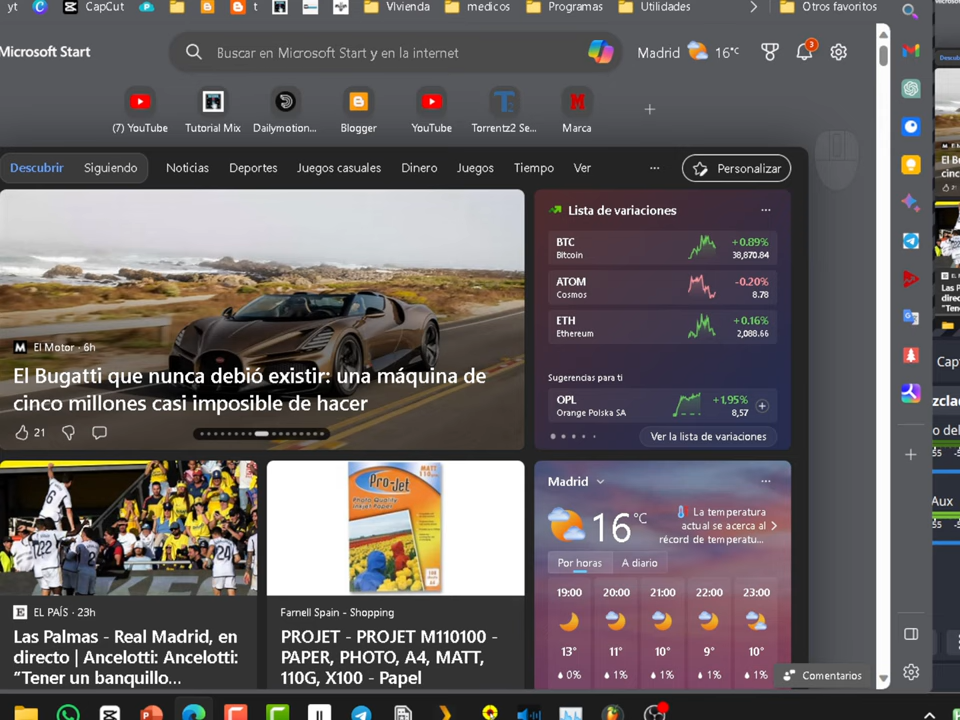 yt CapCut t VIvienda medicos Programas Utilidades Otros favoritos
Microsoft Start
Buscar en Microsoft Start y en la internet
Madrid 16°C 3
(7) YouTube Tutorial Mix Dailymotion... Blogger YouTube Torrentz2 Se... Marca
Descubrir Siguiendo Noticias Deportes Juegos casuales Dinero Juegos Tiempo Ver ... Personalizar
El Motor · 6h
El Bugatti que nunca debió existir: una máquina de
cinco millones casi imposible de hacer
21
Lista de variaciones ...
BTC +0.89%
Bitcoin 38,870.84
ATOM -0.20%
Cosmos 8.78
ETH +0.16%
Ethereum 2,088.66
Sugerencias para ti
OPL +1,95%
Orange Polska SA 8,57
Ver la lista de variaciones
EL PAÍS · 23h
Las Palmas - Real Madrid, en
directo | Ancelotti: Ancelotti:
"Tener un banquillo...
MATT
Pro-Jet
Photo Quality
Inkjet Paper
Farnell Spain - Shopping
PROJET - PROJET M110100 -
PAPER, PHOTO, A4, MATT,
110G, X100 - Papel
Madrid ...
16°C
La temperatura
actual se acerca al
récord de temperatu...
Por horas A diario
19:00 20:00 21:00 22:00 23:00
13° 11° 10° 9° 10°
0% 1% 1% 1% 1%
Comentarios